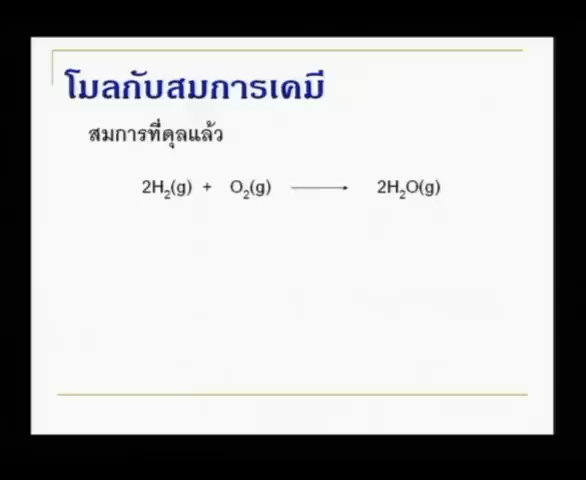 โมลกับสมการเคมี
สมการที่ดุลแล้ว
2H₂(g) + O₂(g) ⟶ 2H₂O(g)